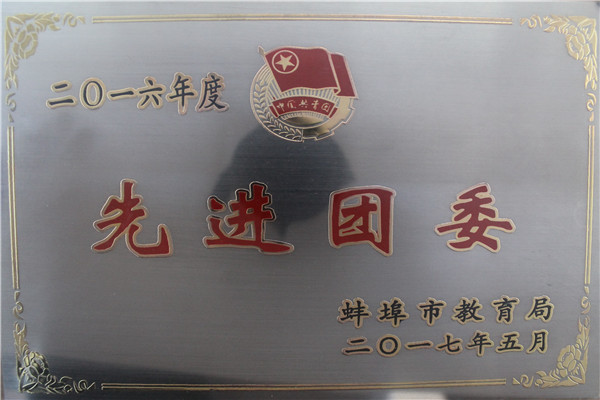 二〇一六年度
中国共青团
先进团委
蚌埠市教育局
二〇一七年五月